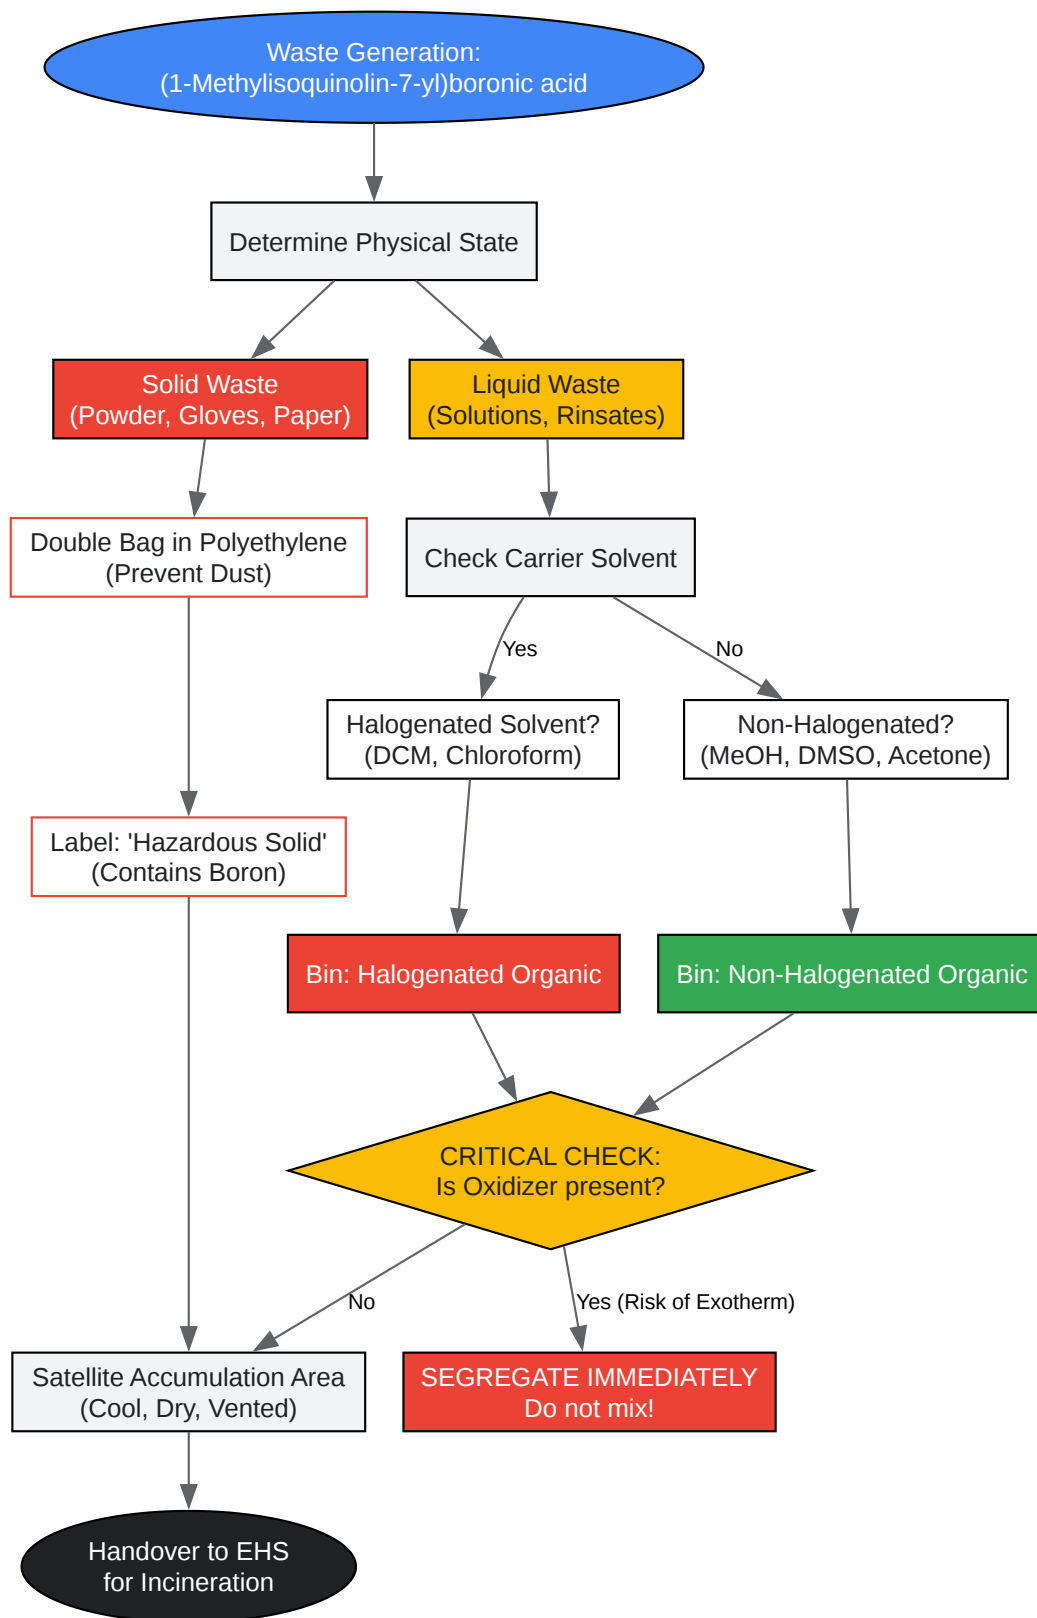 Waste Generation:
(1-Methylisoquinolin-7-yl)boronic acid
Determine Physical State
Solid Waste
(Powder, Gloves, Paper)
Liquid Waste
(Solutions, Rinsates)
Double Bag in Polyethylene
(Prevent Dust)
Check Carrier Solvent
Yes
No
Halogenated Solvent?
(DCM, Chloroform)
Non-Halogenated?
(MeOH, DMSO, Acetone)
Label: 'Hazardous Solid'
(Contains Boron)
Bin: Halogenated Organic
Bin: Non-Halogenated Organic
CRITICAL CHECK:
Is Oxidizer present?
No
Yes (Risk of Exotherm)
Satellite Accumulation Area
(Cool, Dry, Vented)
SEGREGATE IMMEDIATELY
Do not mix!
Handover to EHS
for Incineration